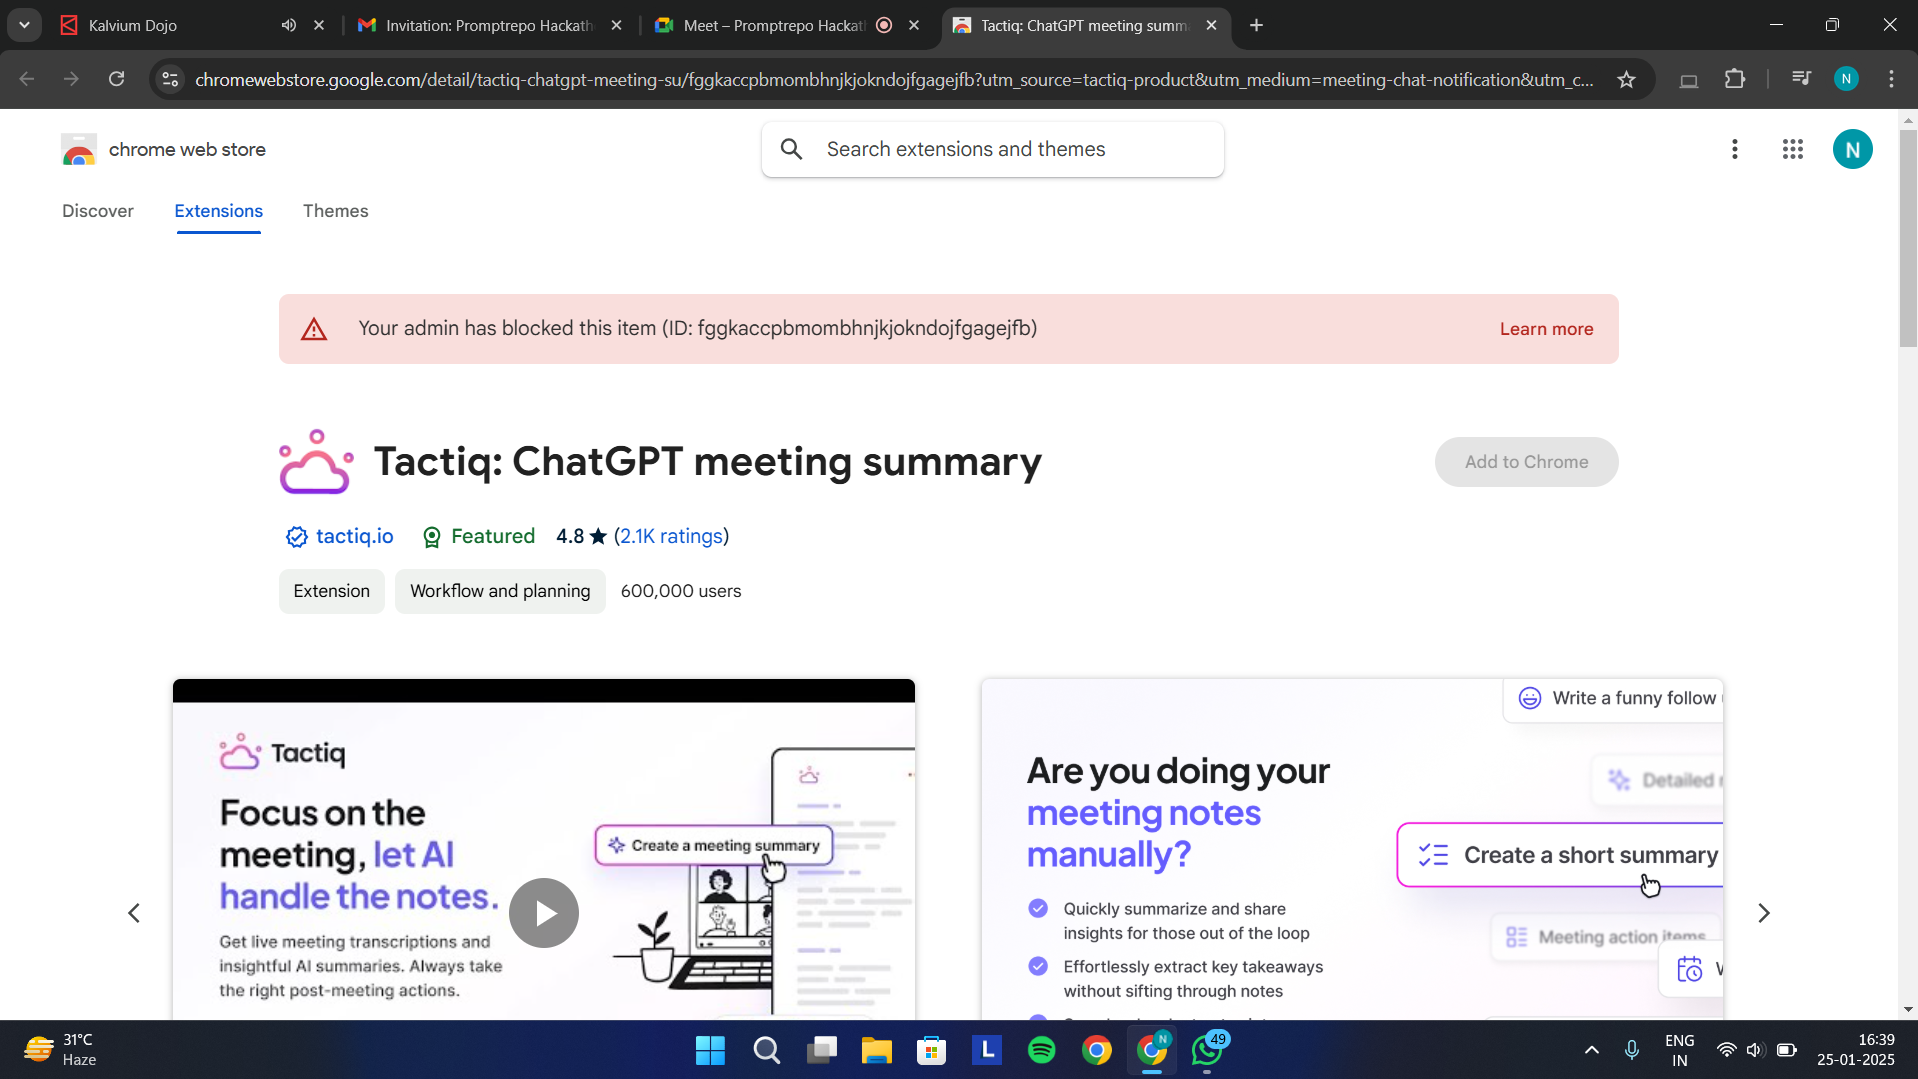 Kalvium Dojo
Invitation: Promptrepo Hackath
Meet – Promptrepo Hackat
Tactiq: ChatGPT meeting summ
chromewebstore.google.com/detail/tactiq-chatgpt-meeting-su/fggkaccpbmombhnjkjokndojfgagejfb?utm_source=tactiq-product&utm_medium=meeting-chat-notification&utm_c...
N
chrome web store
Search extensions and themes
N
Discover
Extensions
Themes
Your admin has blocked this item (ID: fggkaccpbmombhnjkjokndojfgagejfb)
Learn more
Tactiq: ChatGPT meeting summary
Add to Chrome
tactiq.io
Featured
4.8 ★ (2.1K ratings)
Extension
Workflow and planning
600,000 users
Tactiq
Focus on the
meeting, let AI
handle the notes.
Get live meeting transcriptions and
insightful AI summaries. Always take
the right post-meeting actions.
Create a meeting summary
Write a funny follow
Are you doing your
meeting notes
manually?
Detailed
Create a short summary
Meeting action items
Quickly summarize and share
insights for those out of the loop
Effortlessly extract key takeaways
without sifting through notes
31°C
Haze
L
N
49
ENG
IN
16:39
25-01-2025